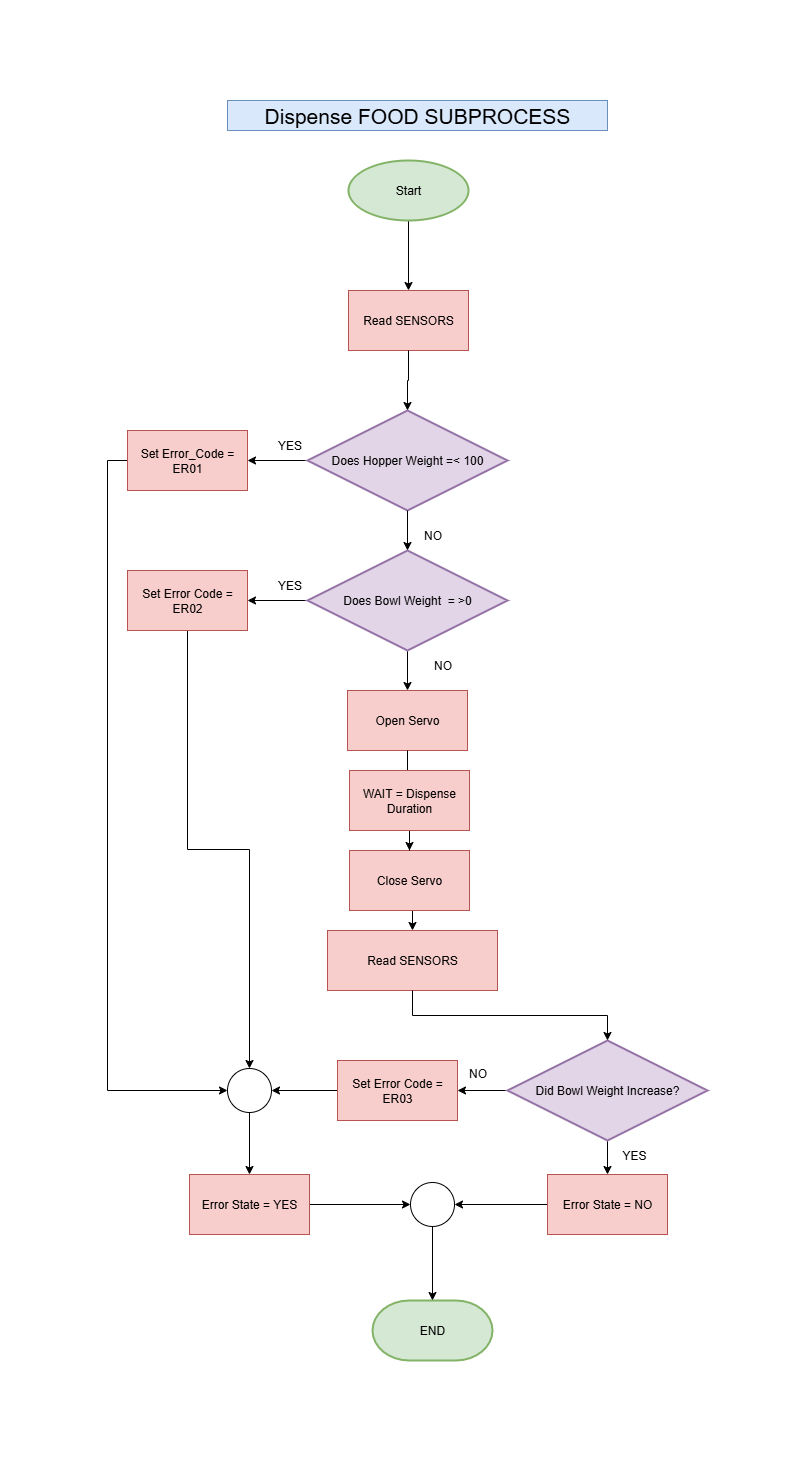 Dispense FOOD SUBPROCESS
Start
Read SENSORS
Does Hopper Weight =< 100
YES
Set Error_Code =
ER01
NO
Does Bowl Weight  = >0
YES
Set Error Code =
ER02
NO
Open Servo
WAIT = Dispense
Duration
Close Servo
Read SENSORS
Did Bowl Weight Increase?
NO
Set Error Code =
ER03
YES
Error State = YES
Error State = NO
END